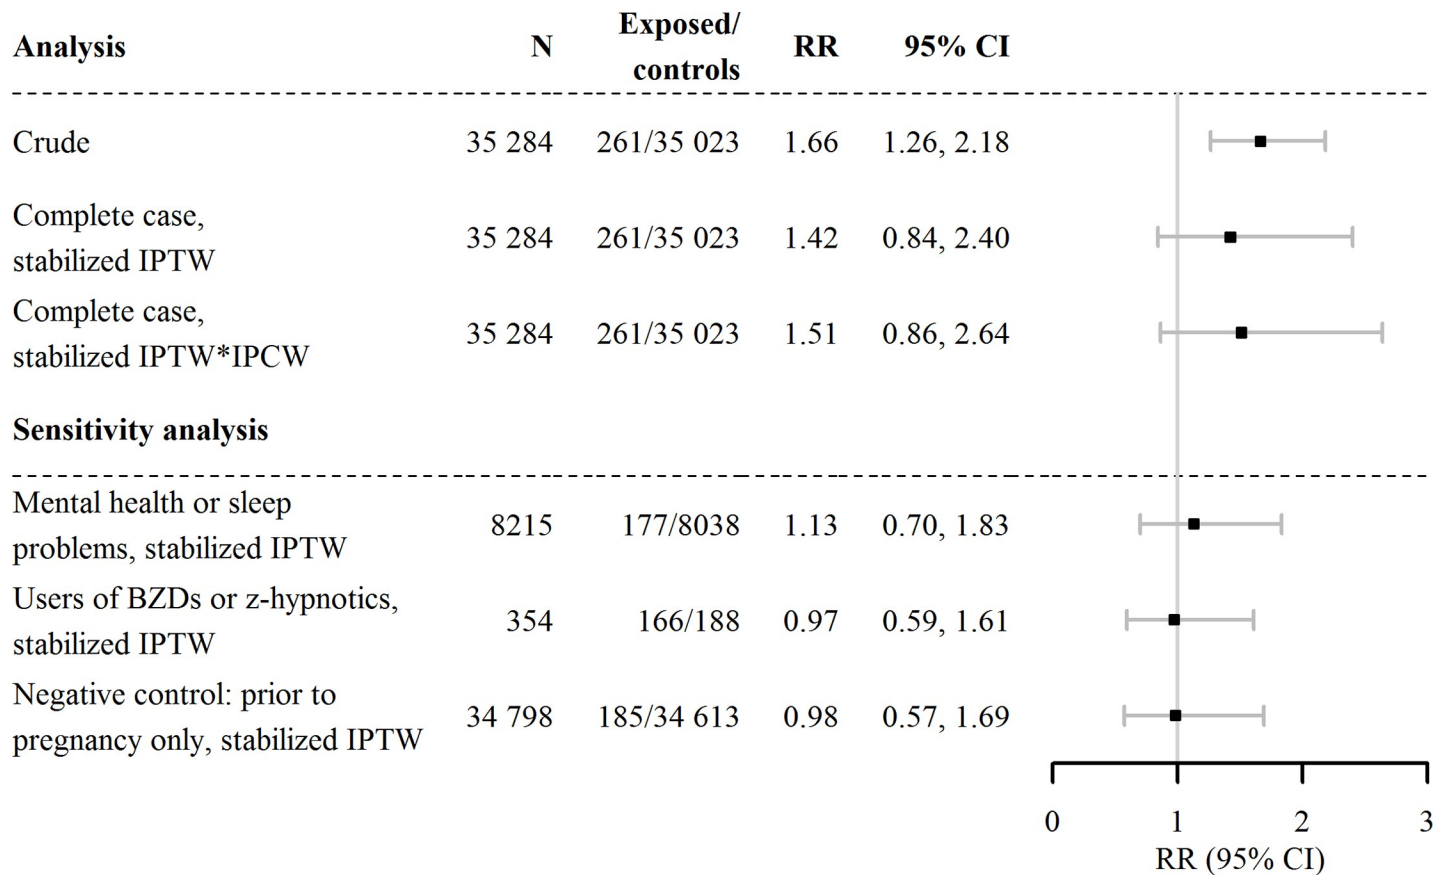 Analysis N Exposed/ controls RR 95% CI
Crude 35 284 261/35 023 1.66 1.26, 2.18
Complete case,
stabilized IPTW 35 284 261/35 023 1.42 0.84, 2.40
Complete case,
stabilized IPTW*IPCW 35 284 261/35 023 1.51 0.86, 2.64
Sensitivity analysis
Mental health or sleep
problems, stabilized IPTW 8215 177/8038 1.13 0.70, 1.83
Users of BZDs or z-hypnotics,
stabilized IPTW 354 166/188 0.97 0.59, 1.61
Negative control: prior to
pregnancy only, stabilized IPTW 34 798 185/34 613 0.98 0.57, 1.69
0 1 2 3
RR (95% CI)